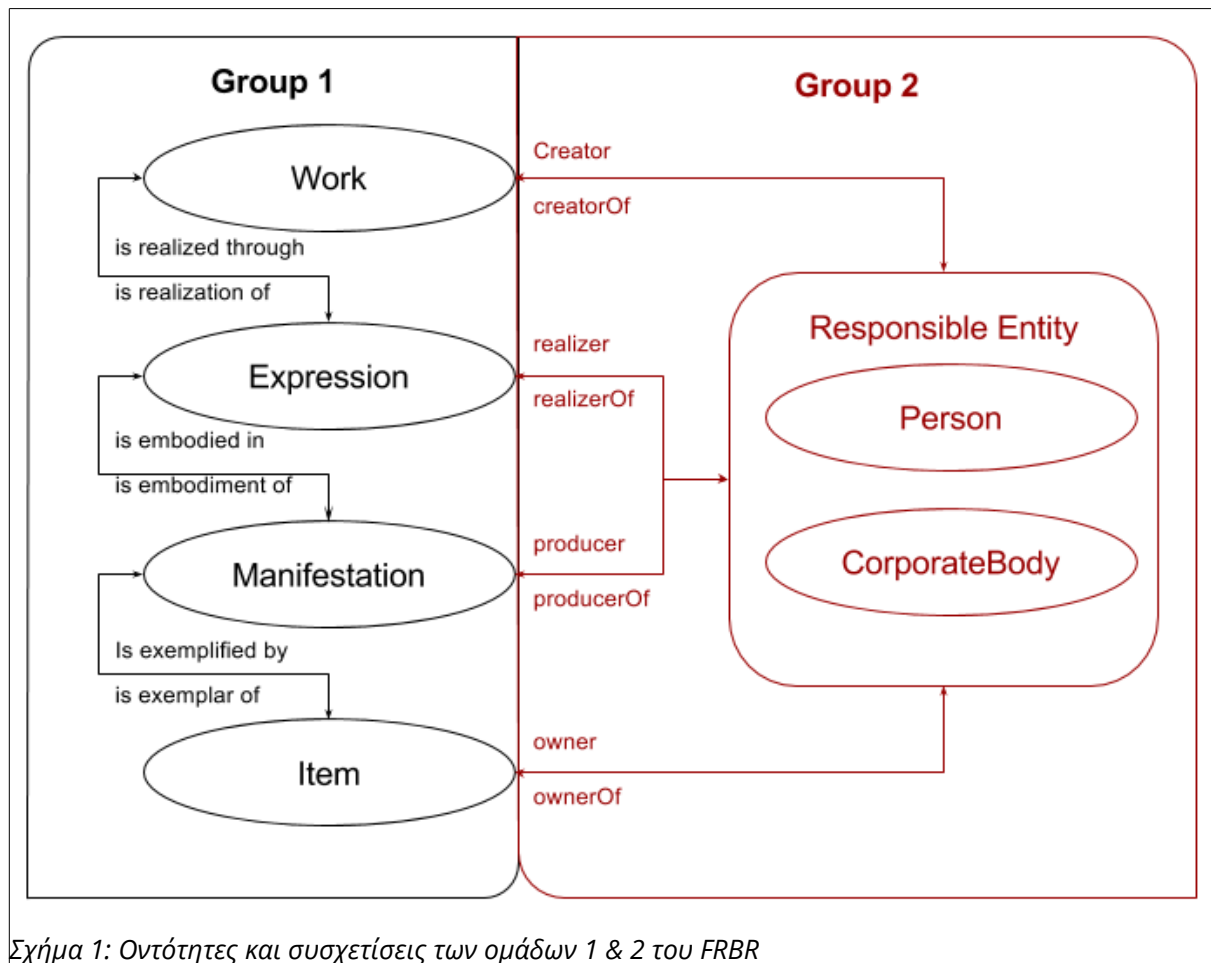 Group 1
Group 2
Work
Creator
creatorOf
is realized through
is realization of
Responsible Entity
Expression
realizer
realizerOf
Person
is embodied in
is embodiment of
Manifestation
producer
producerOf
CorporateBody
Is exemplified by
is exemplar of
Item
owner
ownerOf
Σχήμα 1: Οντότητες και συσχετίσεις των ομάδων 1 & 2 του FRBR